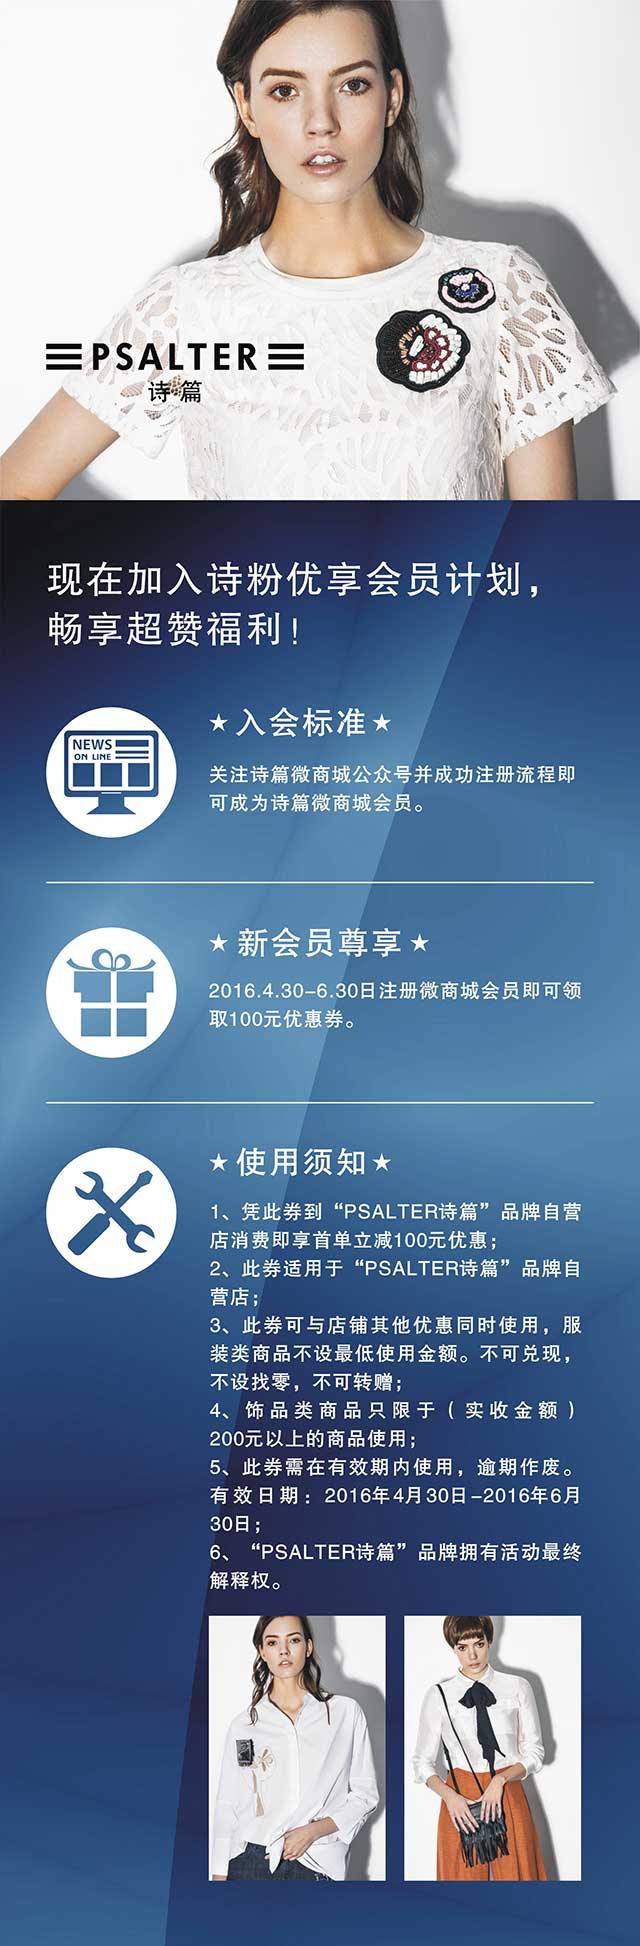 PSALTER
诗篇
现在加入诗粉优享会员计划，
畅享超赞福利！
NEWS
ON LINE
★入会标准★
关注诗篇微商城公众号并成功注册流程即
可成为诗篇微商城会员。
★新会员尊享★
2016.4.30-6.30日注册微商城会员即可领
取100元优惠券。
★使用须知★
1、凭此券到“PSALTER诗篇”品牌自营
店消费即享首单立减100元优惠；
2、此券适用于“PSALTER诗篇”品牌自
营店；
3、此券可与店铺其他优惠同时使用，服
装类商品不设最低使用金额。不可兑现，
不设找零，不可转赠；
4、饰品类商品只限于（实收金额）
200元以上的商品使用；
5、此券需在有效期内使用，逾期作废。
有效日期：2016年4月30日-2016年6月
30日；
6、“PSALTER诗篇”品牌拥有活动最终
解释权。